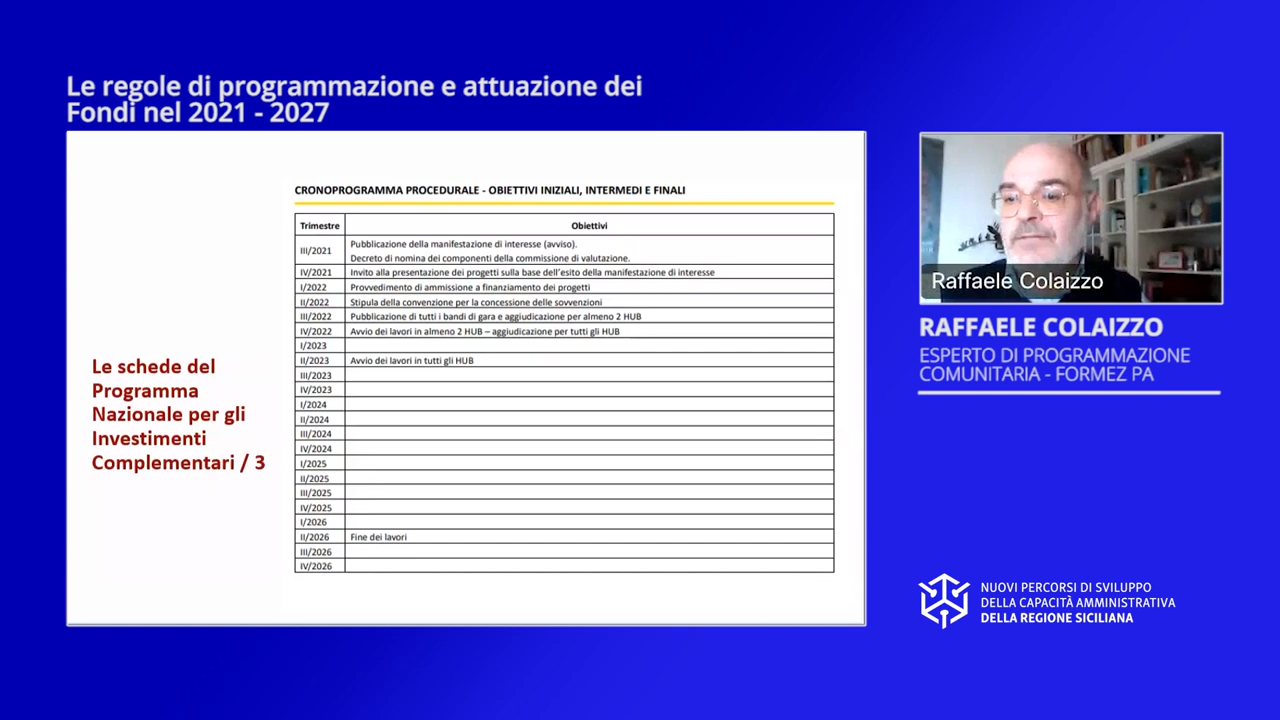 Le regole di programmazione e attuazione dei
Fondi nel 2021 - 2027
Le schede del
Programma
Nazionale per gli
Investimenti
Complementari / 3
CRONOPROGRAMMA PROCEDURALE - OBIETTIVI INIZIALI, INTERMEDI E FINALI
Trimestre Obiettivi
III/2021 Pubblicazione della manifestazione di interesse (avviso).
Decreto di nomina dei componenti della commissione di valutazione.
IV/2021 Invito alla presentazione dei progetti sulla base dell'esito della manifestazione di interesse
I/2022 Provvedimento di ammissione a finanziamento dei progetti
II/2022 Stipula della convenzione per la concessione delle sovvenzioni
III/2022 Pubblicazione di tutti i bandi di gara e aggiudicazione per almeno 2 HUB
IV/2022 Avvio dei lavori in almeno 2 HUB – aggiudicazione per tutti gli HUB
I/2023
II/2023 Avvio dei lavori in tutti gli HUB
III/2023
IV/2023
I/2024
II/2024
III/2024
IV/2024
I/2025
II/2025
III/2025
IV/2025
I/2026
II/2026 Fine dei lavori
III/2026
IV/2026
Raffaele Colaizzo
RAFFAELE COLAIZZO
ESPERTO DI PROGRAMMAZIONE
COMUNITARIA - FORMEZ PA
NUOVI PERCORSI DI SVILUPPO
DELLA CAPACITÀ AMMINISTRATIVA
DELLA REGIONE SICILIANA